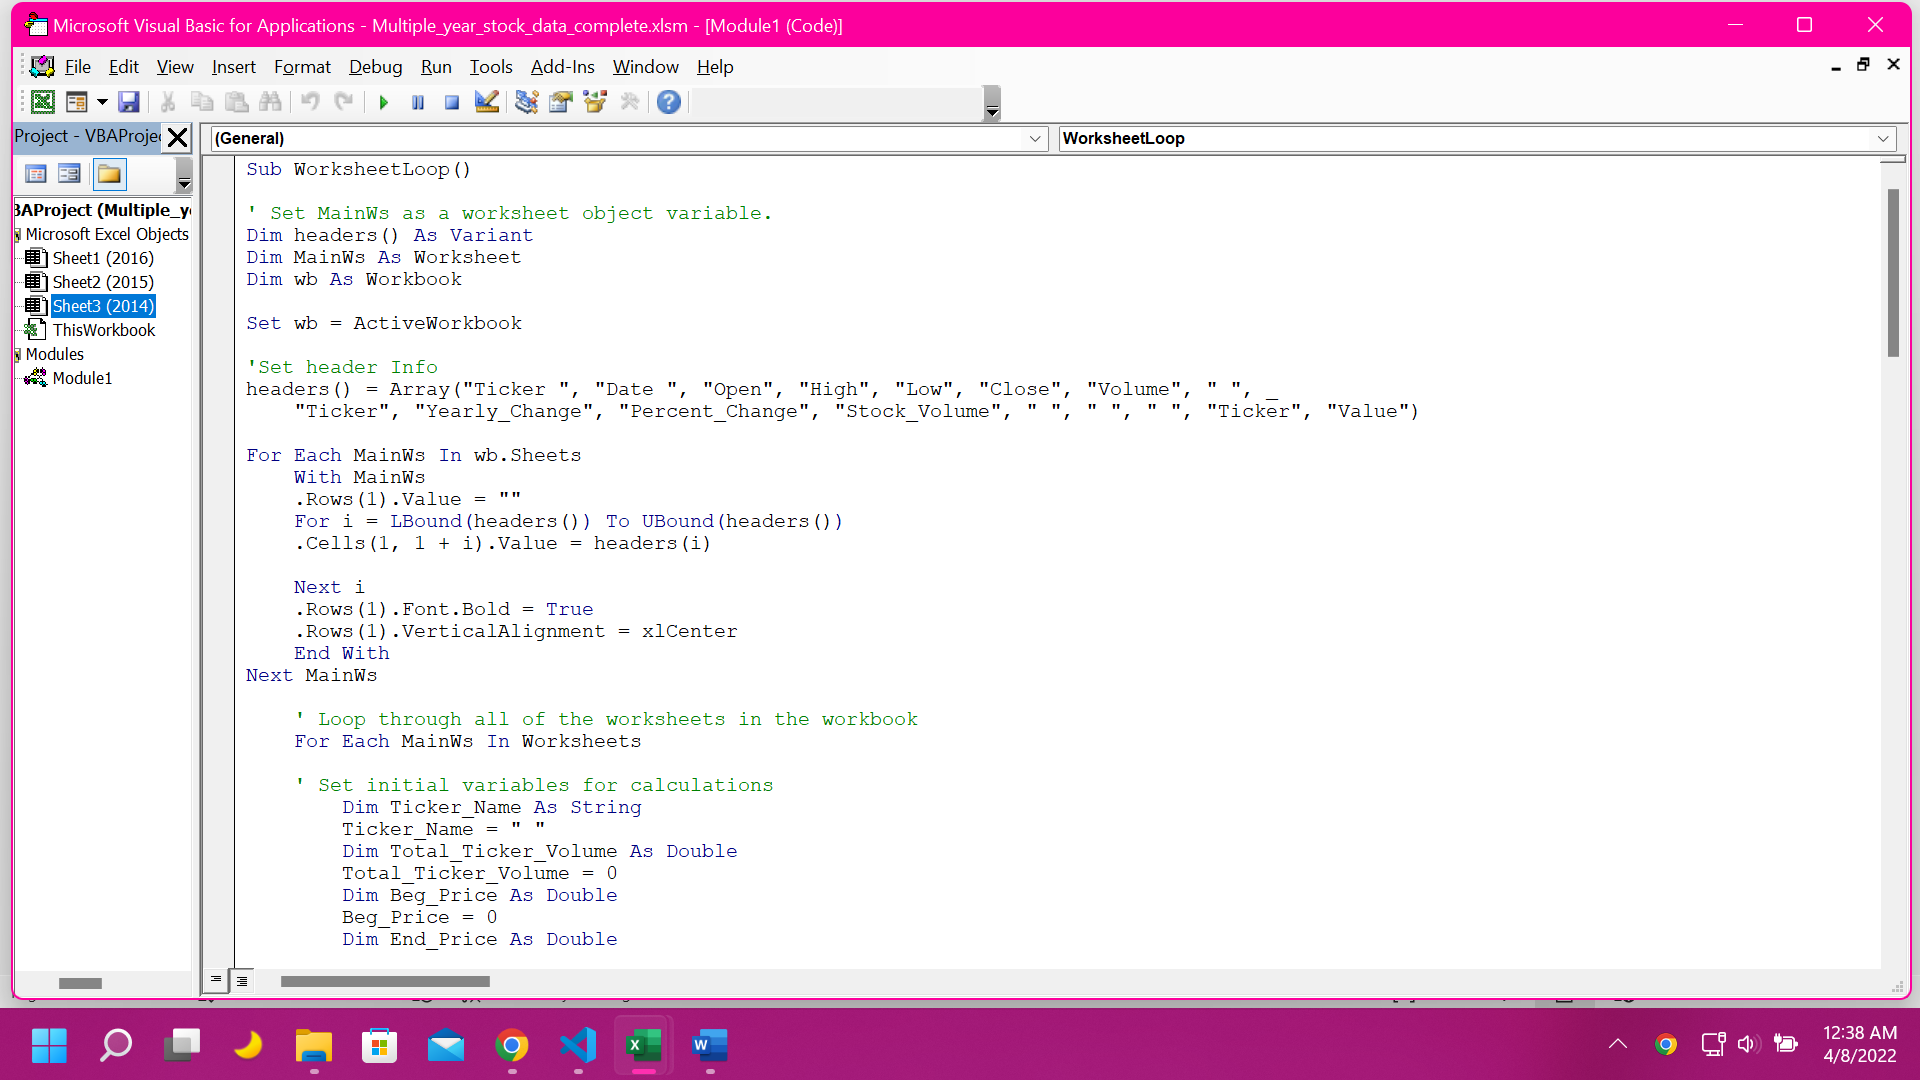 Microsoft Visual Basic for Applications - Multiple_year_stock_data_complete.xlsm - [Module1 (Code)]
File Edit View Insert Format Debug Run Tools Add-Ins Window Help
Project - VBAProje
(General)
WorksheetLoop
BAProject (Multiple_y
Microsoft Excel Objects
Sheet1 (2016)
Sheet2 (2015)
Sheet3 (2014)
ThisWorkbook
Modules
Module1
Sub WorksheetLoop()
' Set MainWs as a worksheet object variable.
Dim headers() As Variant
Dim MainWs As Worksheet
Dim wb As Workbook
Set wb = ActiveWorkbook
'Set header Info
headers() = Array("Ticker ", "Date ", "Open", "High", "Low", "Close", "Volume", " ", _
"Ticker", "Yearly_Change", "Percent_Change", "Stock_Volume", " ", " ", " ", "Ticker", "Value")
For Each MainWs In wb.Sheets
With MainWs
.Rows(1).Value = ""
For i = LBound(headers()) To UBound(headers())
.Cells(1, 1 + i).Value = headers(i)
Next i
.Rows(1).Font.Bold = True
.Rows(1).VerticalAlignment = xlCenter
End With
Next MainWs
' Loop through all of the worksheets in the workbook
For Each MainWs In Worksheets
' Set initial variables for calculations
Dim Ticker_Name As String
Ticker_Name = " "
Dim Total_Ticker_Volume As Double
Total_Ticker_Volume = 0
Dim Beg_Price As Double
Beg_Price = 0
Dim End_Price As Double
12:38 AM
4/8/2022